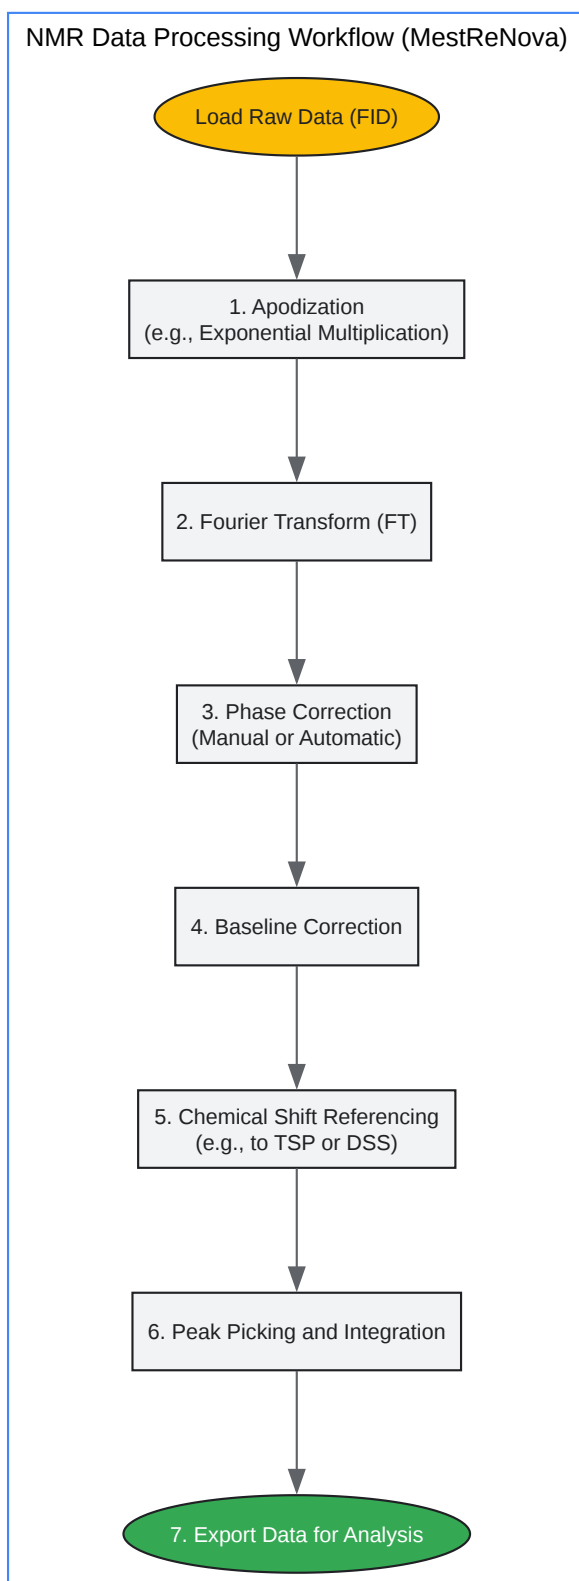 NMR Data Processing Workflow (MestReNova)
Load Raw Data (FID)
1. Apodization
(e.g., Exponential Multiplication)
2. Fourier Transform (FT)
3. Phase Correction
(Manual or Automatic)
4. Baseline Correction
5. Chemical Shift Referencing
(e.g., to TSP or DSS)
6. Peak Picking and Integration
7. Export Data for Analysis